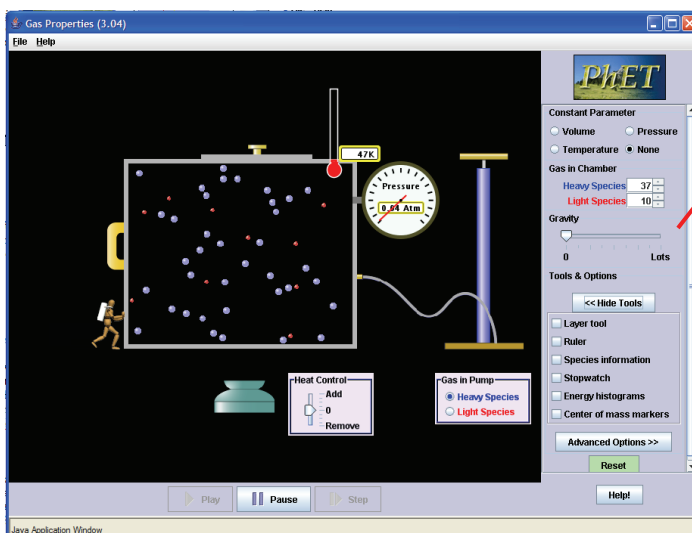 Gas Properties (3.04)
File Help
PhET
Constant Parameter
Volume Pressure
Temperature None
Gas in Chamber
Heavy Species 37
Light Species 10
Gravity
0 Lots
Tools & Options
<< Hide Tools
Layer tool
Ruler
Species information
Stopwatch
Energy histograms
Center of mass markers
Advanced Options >>
Reset
Help!
47K
Pressure
0.04 Atm
Heat Control
Add
0
Remove
Gas in Pump
Heavy Species
Light Species
Play Pause Step
Java Application Window